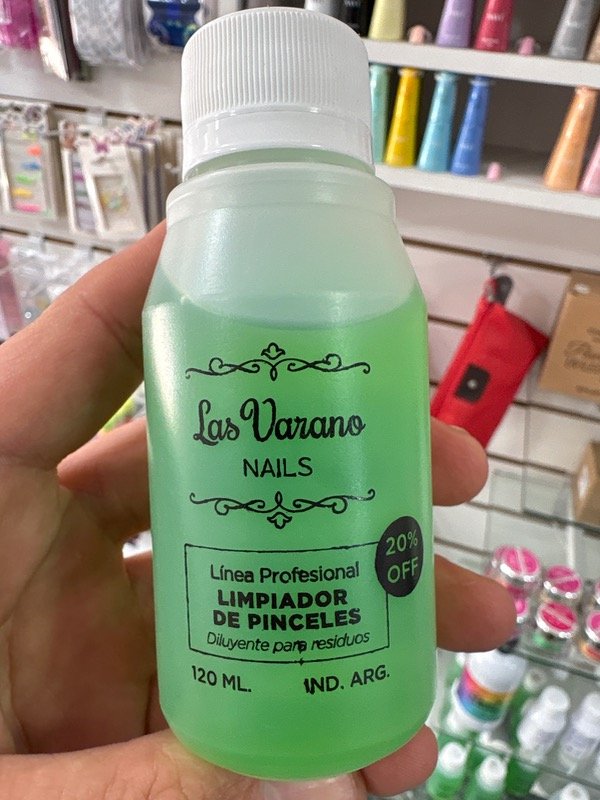 Las Varano
NAILS
20%
OFF
Línea Profesional
LIMPIADOR
DE PINCELES
Diluyente para residuos
120 ML. IND. ARG.